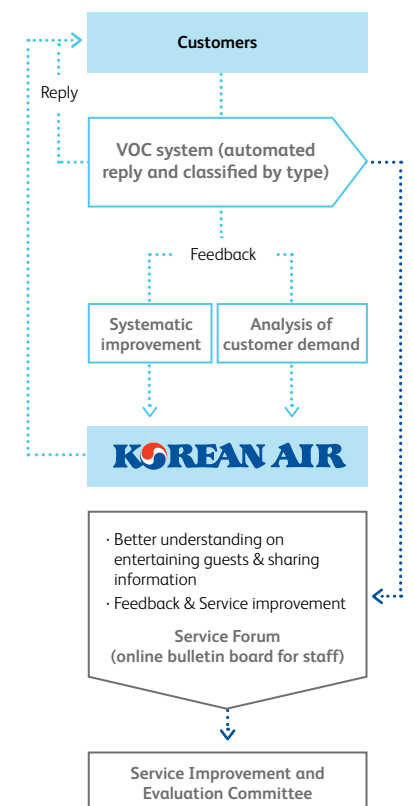 Customers
Reply
VOC system (automated
reply and classified by type)
Feedback
Systematic
improvement
Analysis of
customer demand
KOREAN AIR
· Better understanding on
entertaining guests & sharing
information
· Feedback & Service improvement
Service Forum
(online bulletin board for staff)
Service Improvement and
Evaluation Committee